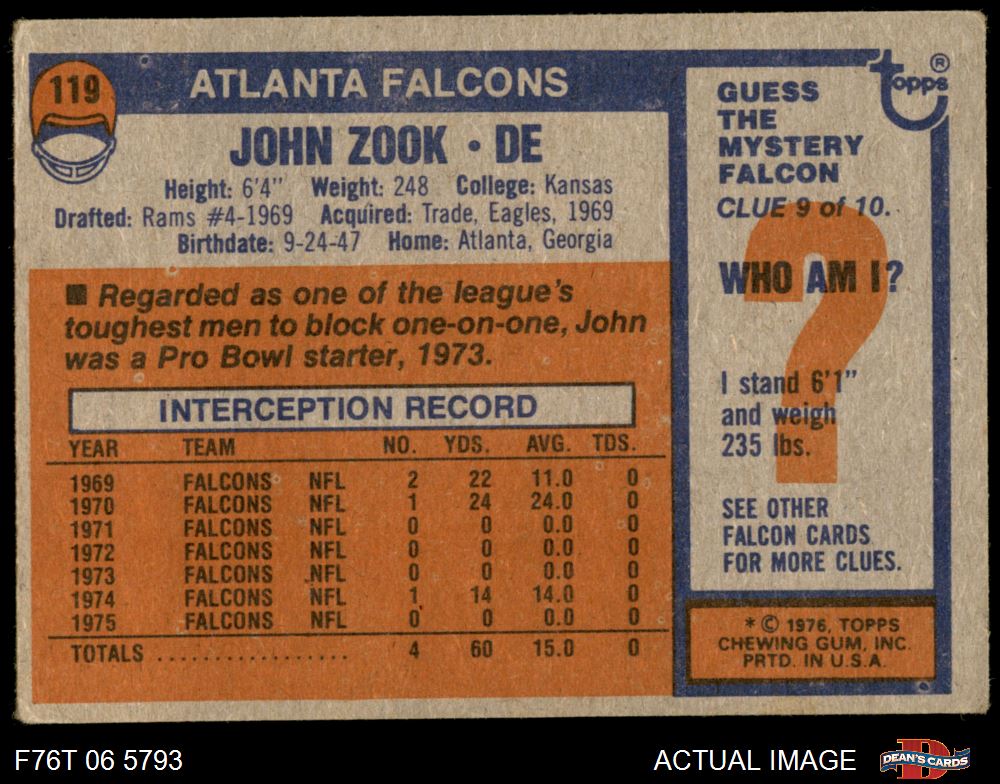 119
ATLANTA FALCONS
JOHN ZOOK • DE
Height: 6'4" Weight: 248 College: Kansas
Drafted: Rams #4-1969 Acquired: Trade, Eagles, 1969
Birthdate: 9-24-47 Home: Atlanta, Georgia
■ Regarded as one of the league's
toughest men to block one-on-one, John
was a Pro Bowl starter, 1973.
INTERCEPTION RECORD
YEAR TEAM NO. YDS. AVG. TDS.
1969 FALCONS NFL 2 22 11.0 0
1970 FALCONS NFL 1 24 24.0 0
1971 FALCONS NFL 0 0 0.0 0
1972 FALCONS NFL 0 0 0.0 0
1973 FALCONS NFL 0 0 0.0 0
1974 FALCONS NFL 1 14 14.0 0
1975 FALCONS NFL 0 0 0.0 0
TOTALS .................. 4 60 15.0 0
topps ®
GUESS
THE
MYSTERY
FALCON
CLUE 9 of 10.
?
WHO AM I?
I stand 6'1"
and weigh
235 lbs.
SEE OTHER
FALCON CARDS
FOR MORE CLUES.
* © 1976, TOPPS
CHEWING GUM, INC.
PRTD. IN U.S.A.
F76T 06 5793
ACTUAL IMAGE
D
DEAN'S CARDS